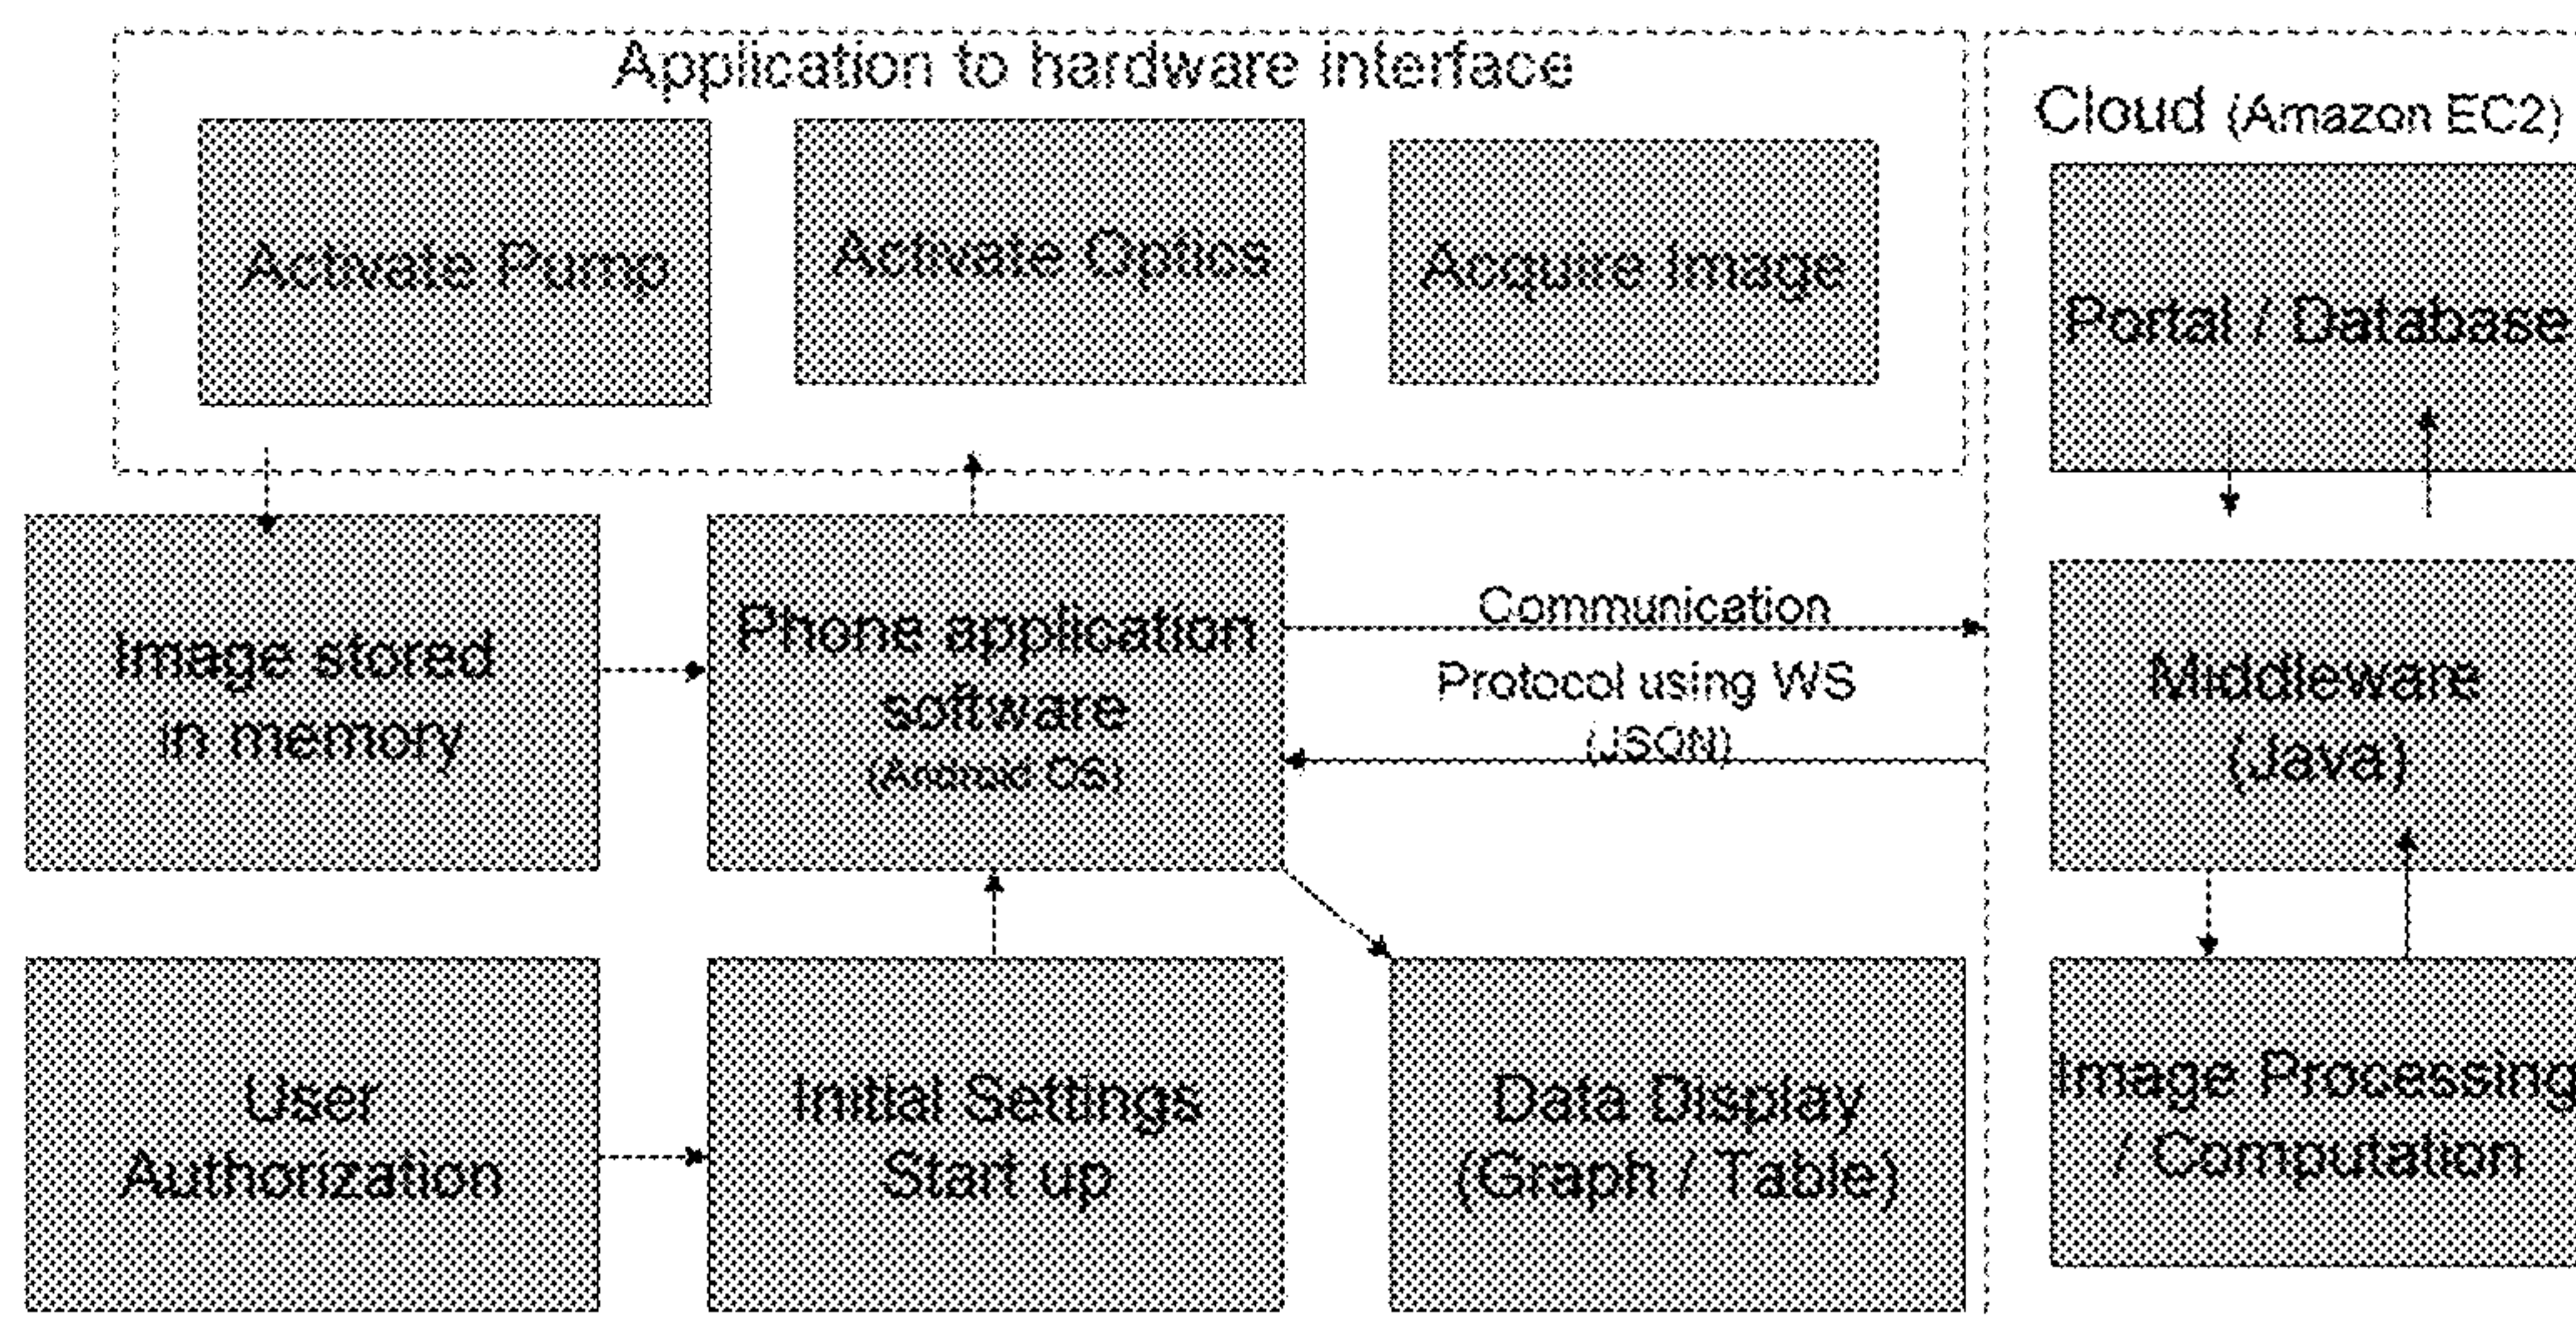 Application to hardware interface
Activate Pump
Activate Optics
Acquire Image
Cloud (Amazon EC2)
Portal / Database
Image stored
in memory
Phone application
software
(Android OS)
Communication
Protocol using WS
(JSON)
Middleware
(Java)
User
Authorization
Initial Settings
Start up
Data Display
(Graph / Table)
Image Processing
/ Computation